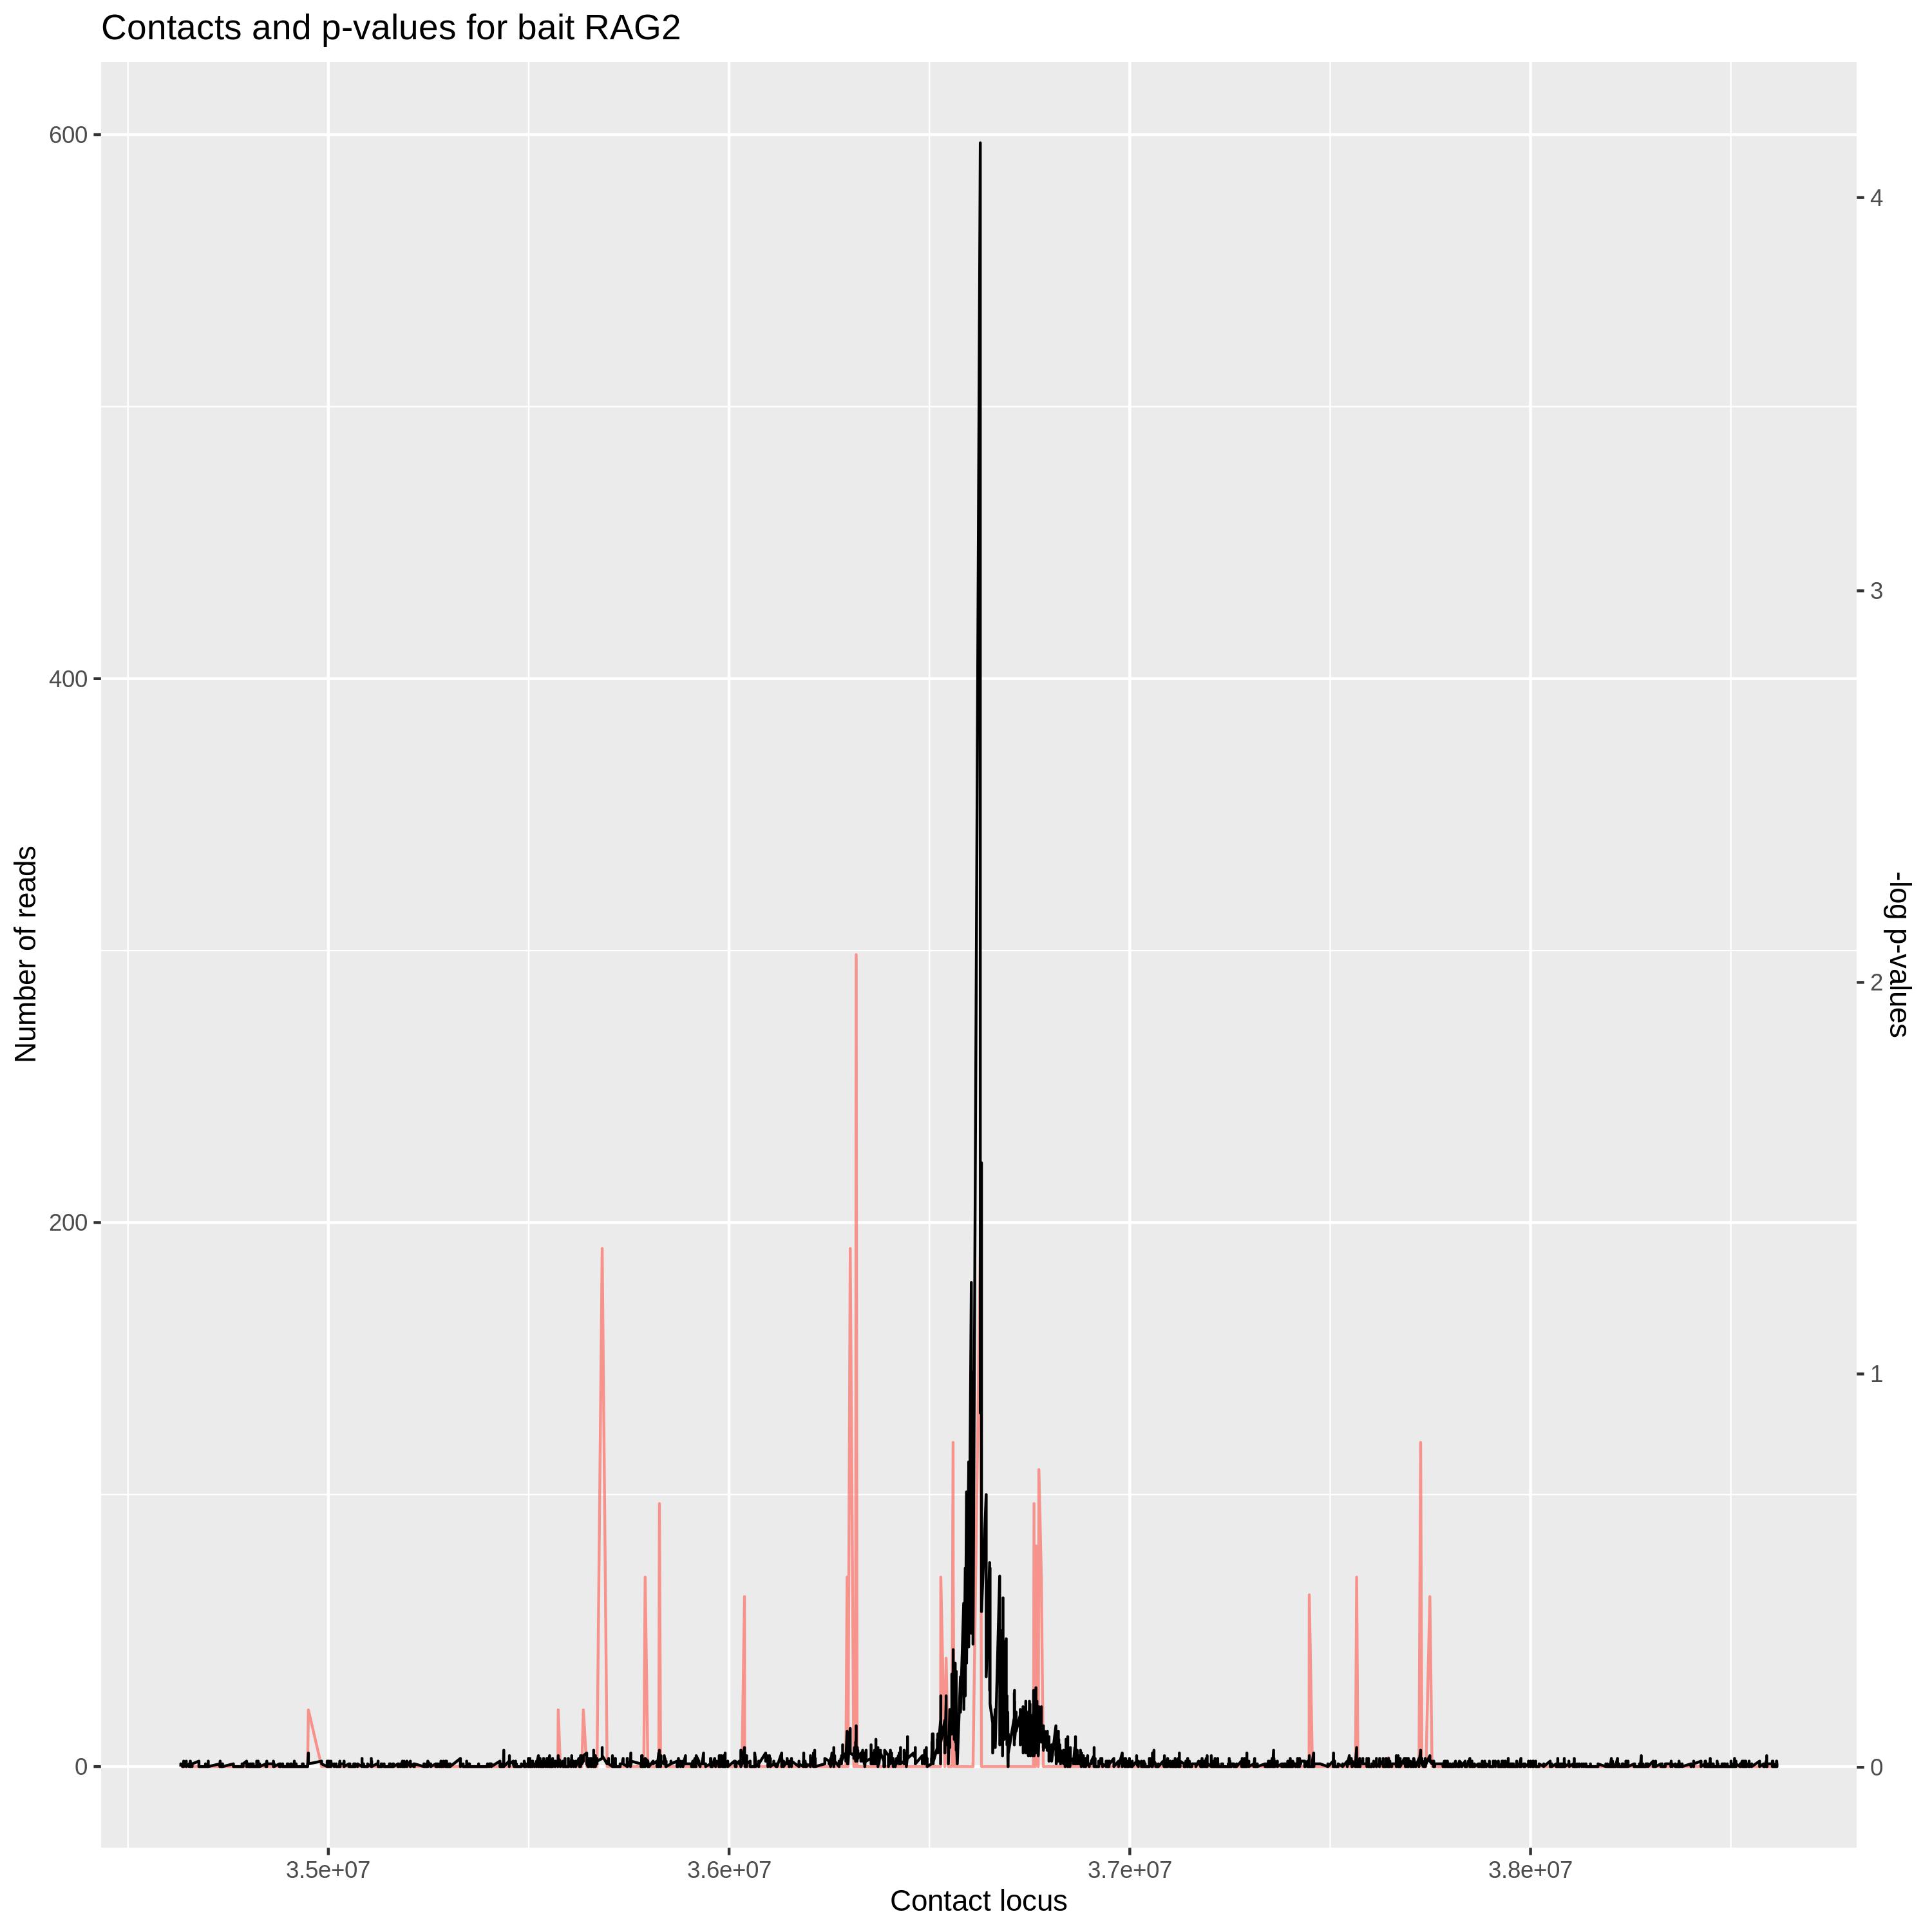 Contacts and p-values for bait RAG2
600
400
200
0
Number of reads
4
3
2
1
0
-log p-values
3.5e+07
3.6e+07
3.7e+07
3.8e+07
Contact locus